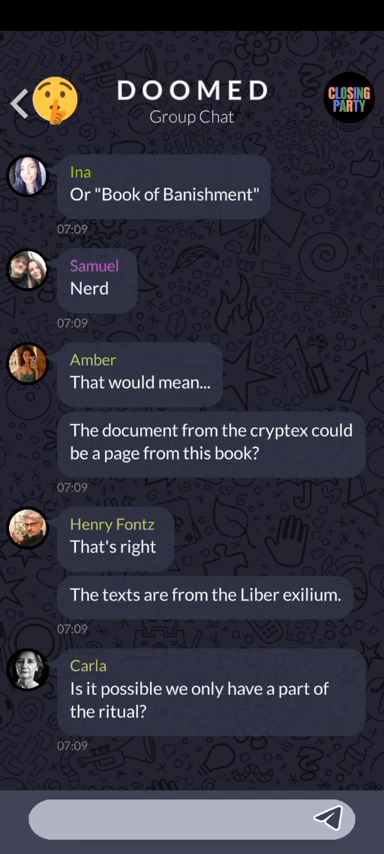 DOOMED
Group Chat
CLOSING
PARTY
Ina
Or "Book of Banishment"
07:09
Samuel
Nerd
07:09
Amber
That would mean...
The document from the cryptex could
be a page from this book?
07:09
Henry Fontz
That's right
The texts are from the Liber exilium.
07:09
Carla
Is it possible we only have a part of
the ritual?
07:09